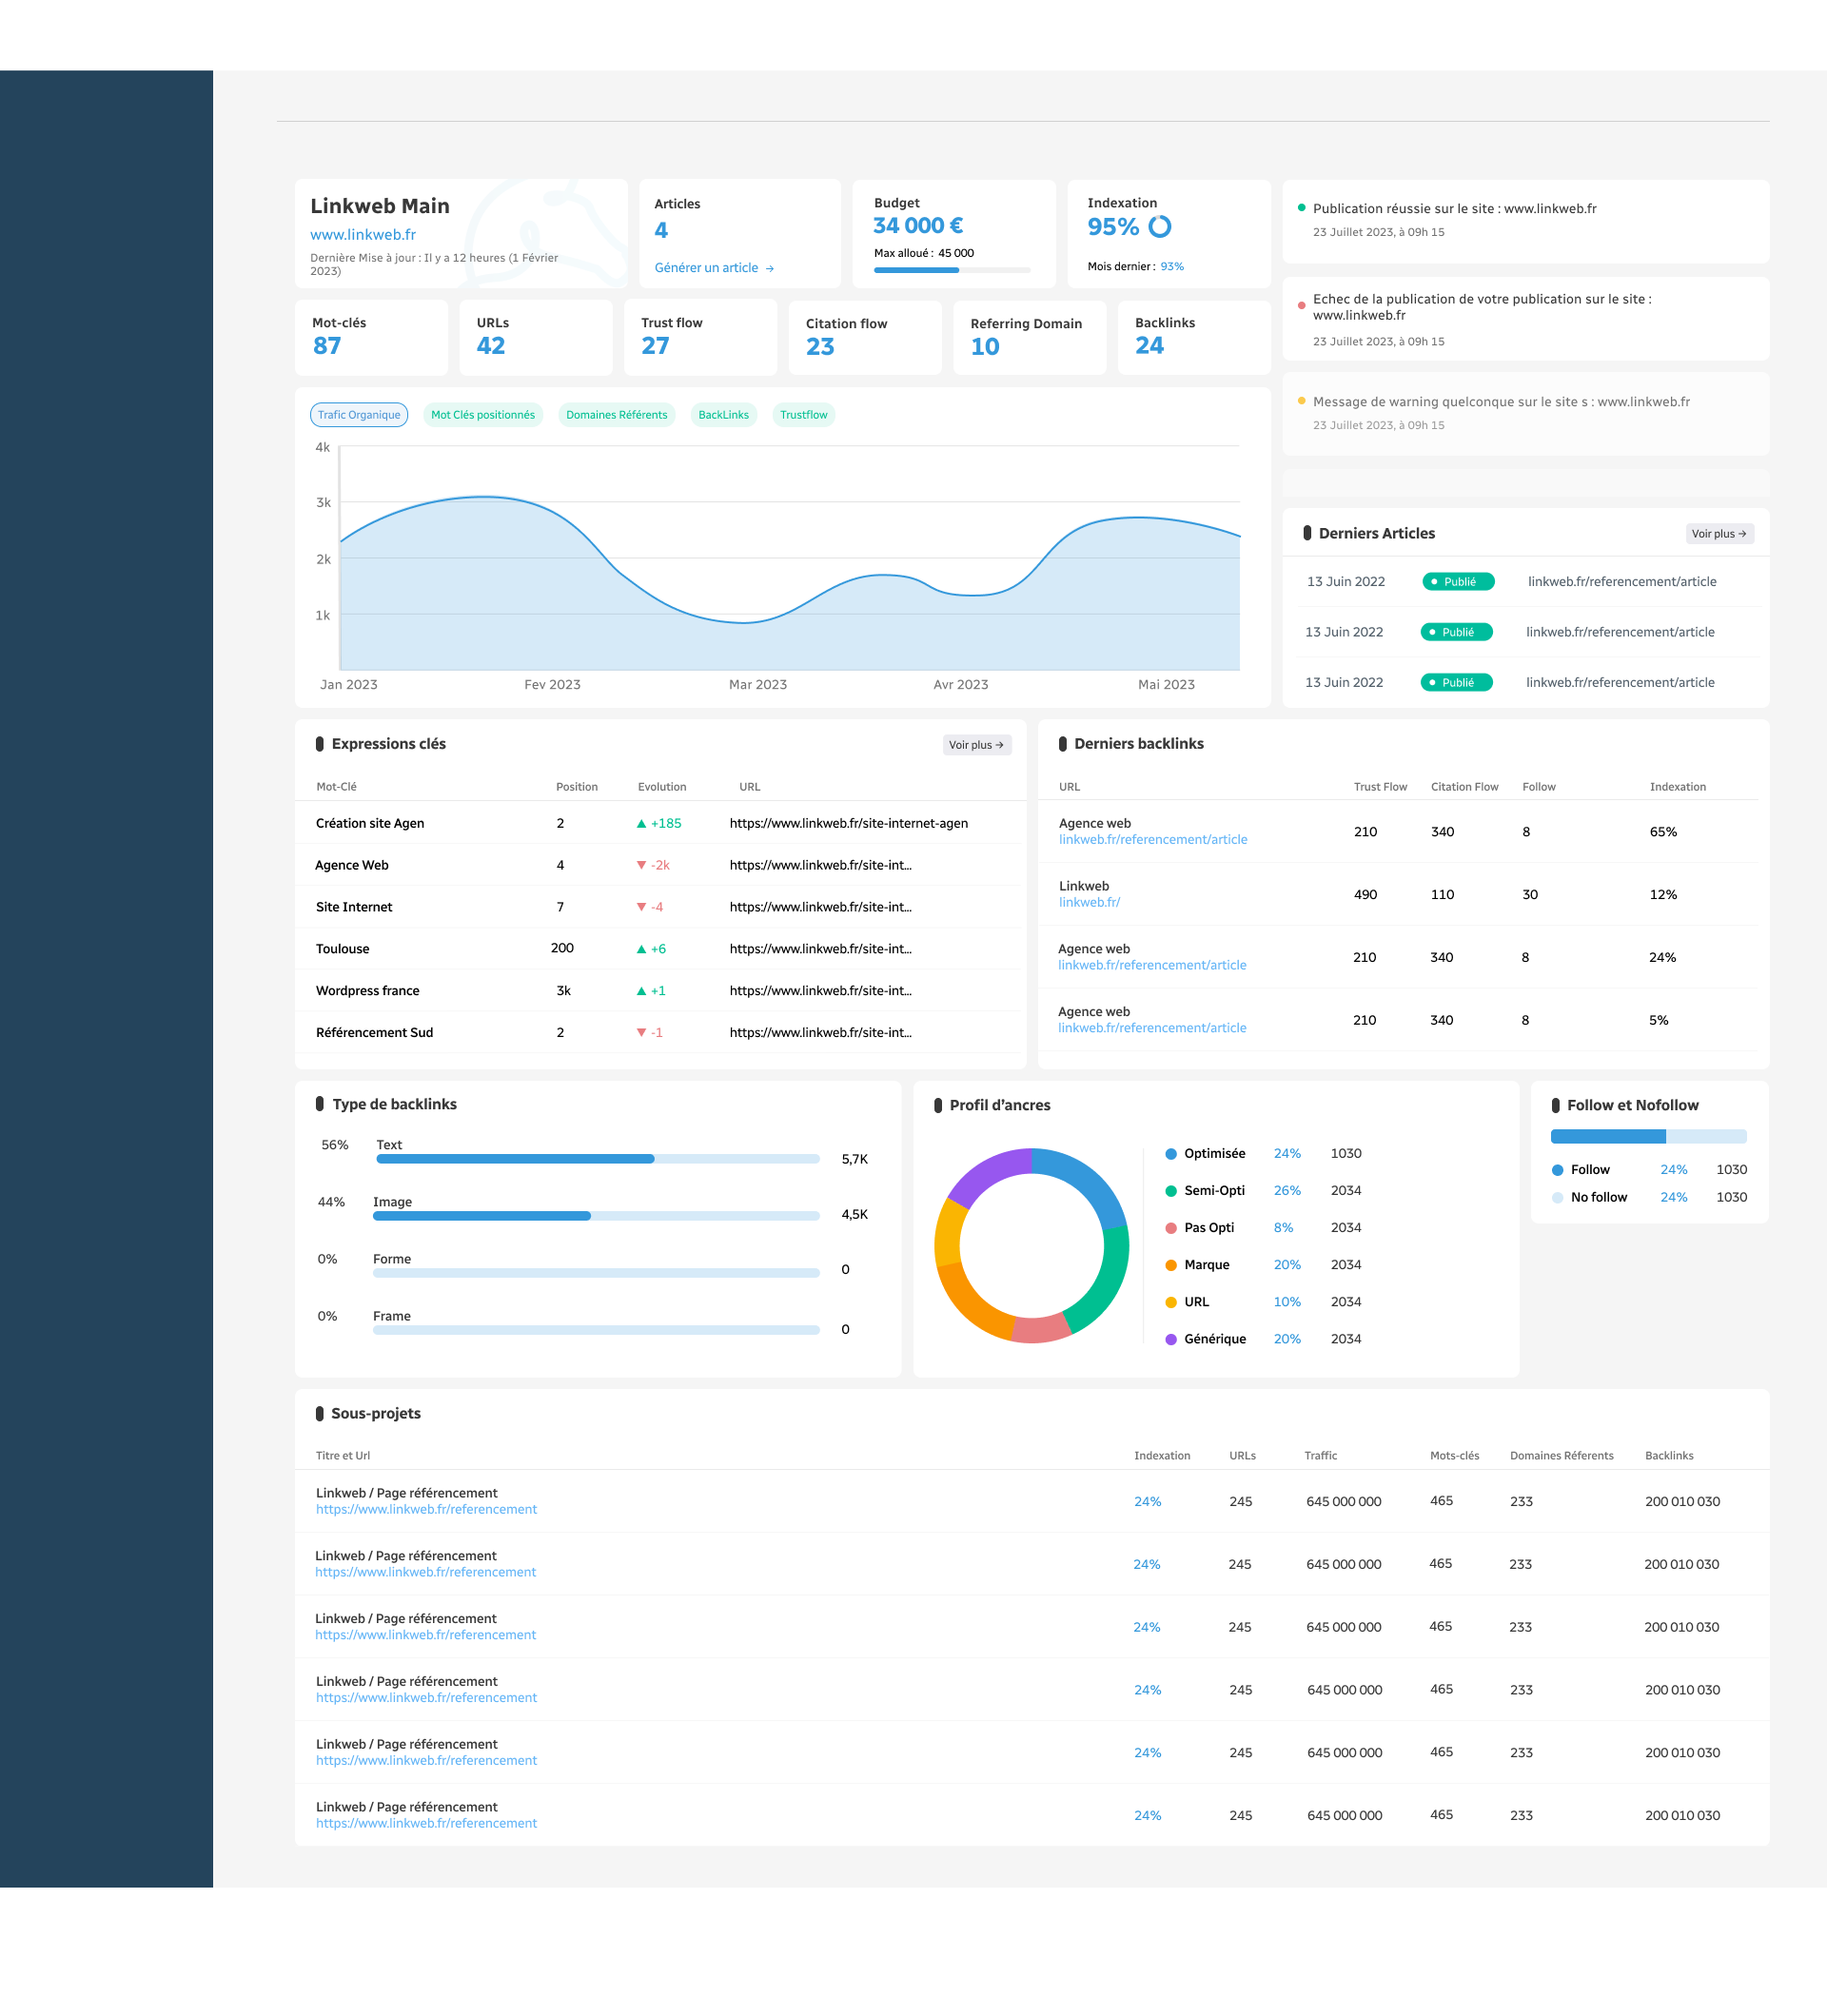 Linkweb Main
www.linkweb.fr
Dernière Mise à jour : Il y a 12 heures (1 Février
2023)
Articles
4
Générer un article →
Budget
34 000 €
Max alloué : 45 000
Indexation
95%
Mois dernier : 93%
Publication réussie sur le site : www.linkweb.fr
23 Juillet 2023, à 09h 15
Echec de la publication de votre publication sur le site :
www.linkweb.fr
23 Juillet 2023, à 09h 15
Message de warning quelconque sur le site s : www.linkweb.fr
23 Juillet 2023, à 09h 15
Mot-clés
87
URLs
42
Trust flow
27
Citation flow
23
Referring Domain
10
Backlinks
24
Trafic Organique Mot Clés positionnés Domaines Référents BackLinks Trustflow
4k
3k
2k
1k
Jan 2023 Fev 2023 Mar 2023 Avr 2023 Mai 2023
Derniers Articles Voir plus →
13 Juin 2022 Publié linkweb.fr/referencement/article
13 Juin 2022 Publié linkweb.fr/referencement/article
13 Juin 2022 Publié linkweb.fr/referencement/article
Expressions clés Voir plus →
Mot-Clé Position Evolution URL
Création site Agen 2 ▲ +185 https://www.linkweb.fr/site-internet-agen
Agence Web 4 ▼ -2k https://www.linkweb.fr/site-int...
Site Internet 7 ▼ -4 https://www.linkweb.fr/site-int...
Toulouse 200 ▲ +6 https://www.linkweb.fr/site-int...
Wordpress france 3k ▲ +1 https://www.linkweb.fr/site-int...
Référencement Sud 2 ▼ -1 https://www.linkweb.fr/site-int...
Derniers backlinks
URL Trust Flow Citation Flow Follow Indexation
Agence web
linkweb.fr/referencement/article 210 340 8 65%
Linkweb
linkweb.fr/ 490 110 30 12%
Agence web
linkweb.fr/referencement/article 210 340 8 24%
Agence web
linkweb.fr/referencement/article 210 340 8 5%
Type de backlinks
56% Text 5,7K
44% Image 4,5K
0% Forme 0
0% Frame 0
Profil d’ancres
Optimisée 24% 1030
Semi-Opti 26% 2034
Pas Opti 8% 2034
Marque 20% 2034
URL 10% 2034
Générique 20% 2034
Follow et Nofollow
Follow 24% 1030
No follow 24% 1030
Sous-projets
Titre et Url Indexation URLs Traffic Mots-clés Domaines Réferents Backlinks
Linkweb / Page référencement
https://www.linkweb.fr/referencement 24% 245 645 000 000 465 233 200 010 030
Linkweb / Page référencement
https://www.linkweb.fr/referencement 24% 245 645 000 000 465 233 200 010 030
Linkweb / Page référencement
https://www.linkweb.fr/referencement 24% 245 645 000 000 465 233 200 010 030
Linkweb / Page référencement
https://www.linkweb.fr/referencement 24% 245 645 000 000 465 233 200 010 030
Linkweb / Page référencement
https://www.linkweb.fr/referencement 24% 245 645 000 000 465 233 200 010 030
Linkweb / Page référencement
https://www.linkweb.fr/referencement 24% 245 645 000 000 465 233 200 010 030